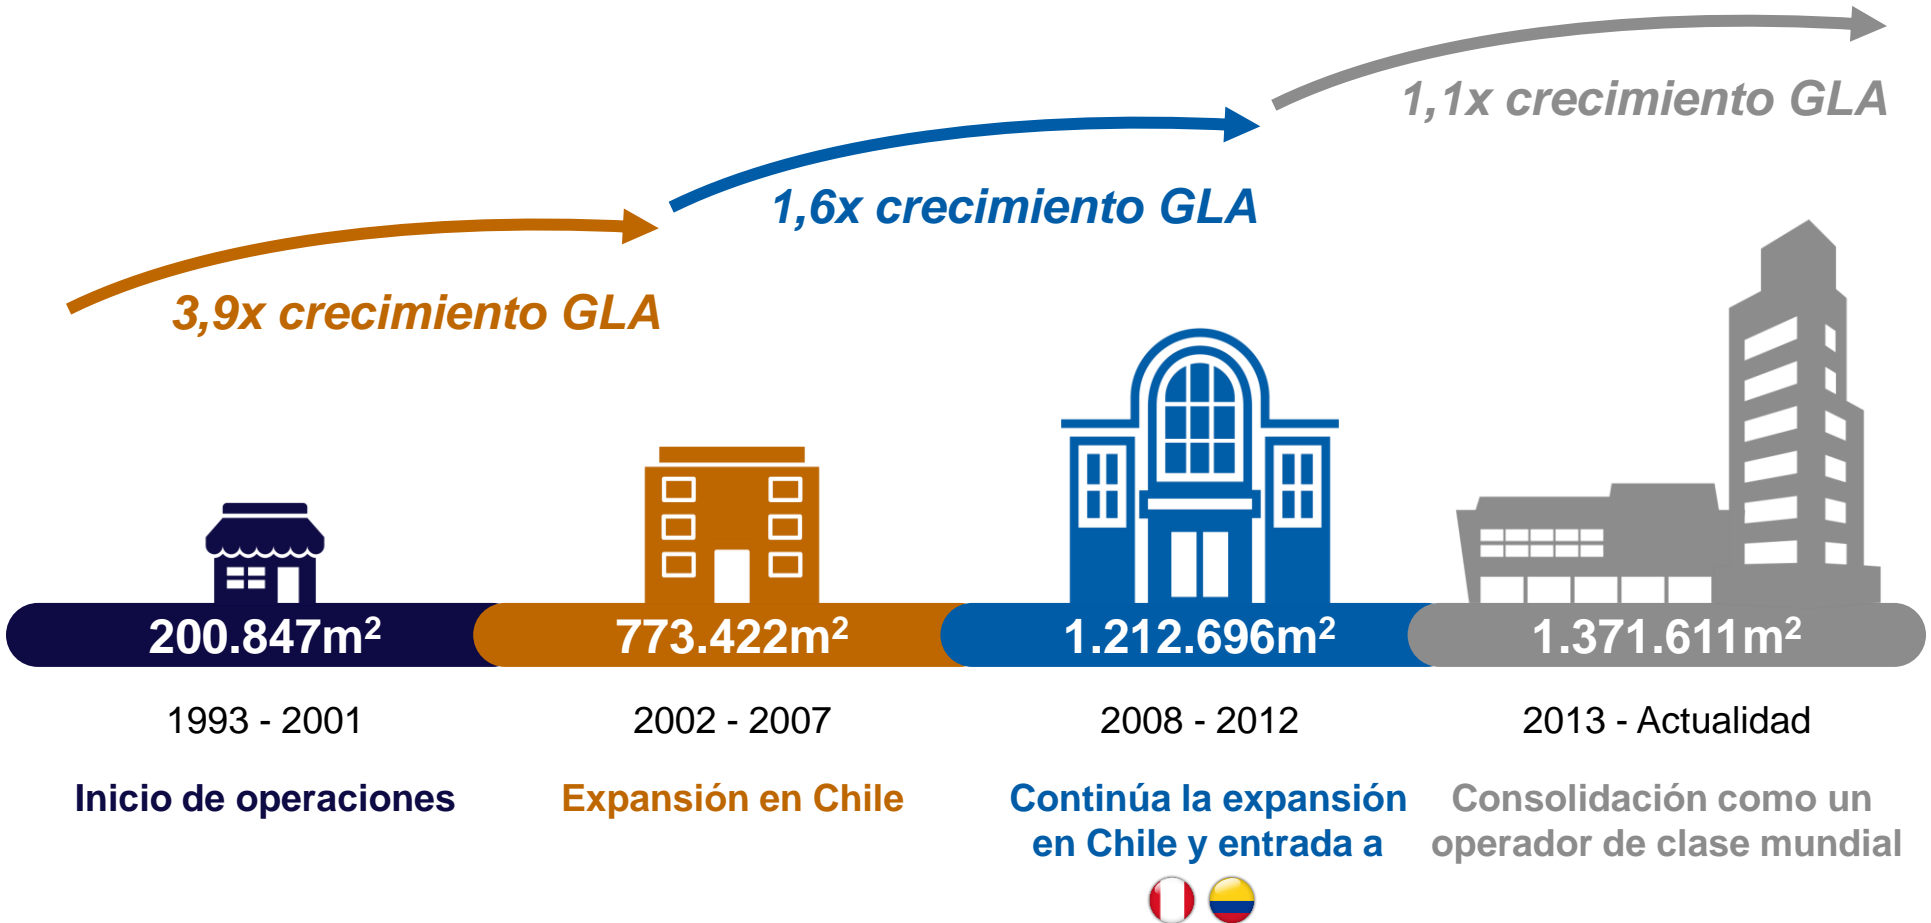 1,1x crecimiento GLA
1,6x crecimiento GLA
3,9x crecimiento GLA
200.847m²
773.422m²
1.212.696m²
1.371.611m²
1993 - 2001
2002 - 2007
2008 - 2012
2013 - Actualidad
Inicio de operaciones
Expansión en Chile
Continúa la expansión
en Chile y entrada a
Consolidación como un
operador de clase mundial